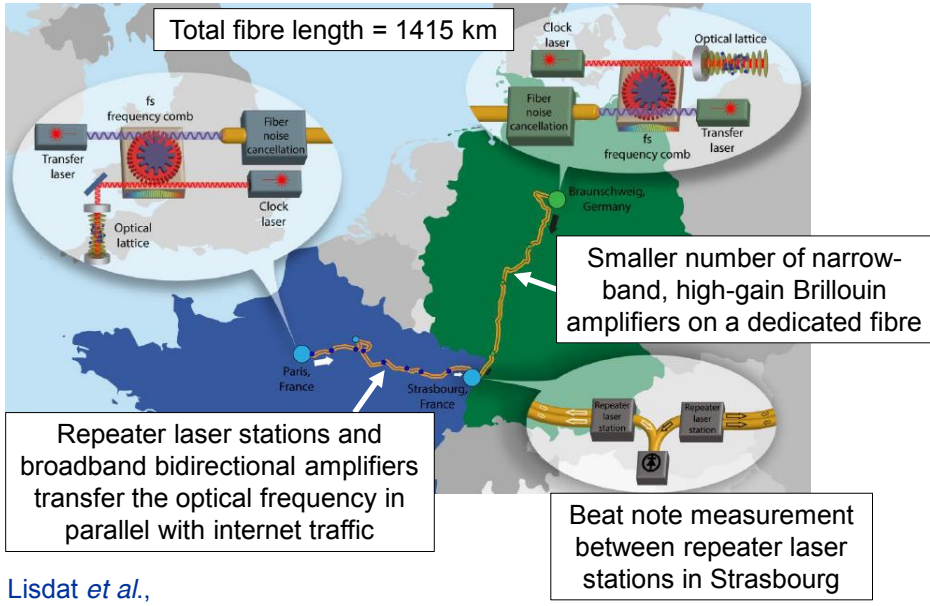 Total fibre length = 1415 km
fs
frequency comb
Fiber
noise
cancellation
Transfer
laser
Clock
laser
Optical
lattice
Clock
laser
Optical lattice
Fiber
noise
cancellation
fs
frequency comb
Transfer
laser
Braunschweig,
Germany
Smaller number of narrow-
band, high-gain Brillouin
amplifiers on a dedicated fibre
Paris,
France
Strasbourg,
France
Repeater laser stations and
broadband bidirectional amplifiers
transfer the optical frequency in
parallel with internet traffic
Repeater
laser
station
Repeater
laser
station
Beat note measurement
between repeater laser
stations in Strasbourg
Lisdat et al.,